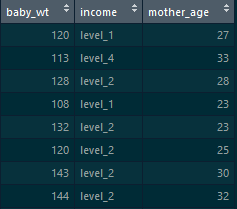 baby_wt income mother_age
120 level_1 27
113 level_4 33
128 level_2 28
108 level_1 23
132 level_2 23
120 level_2 25
143 level_2 30
144 level_2 32